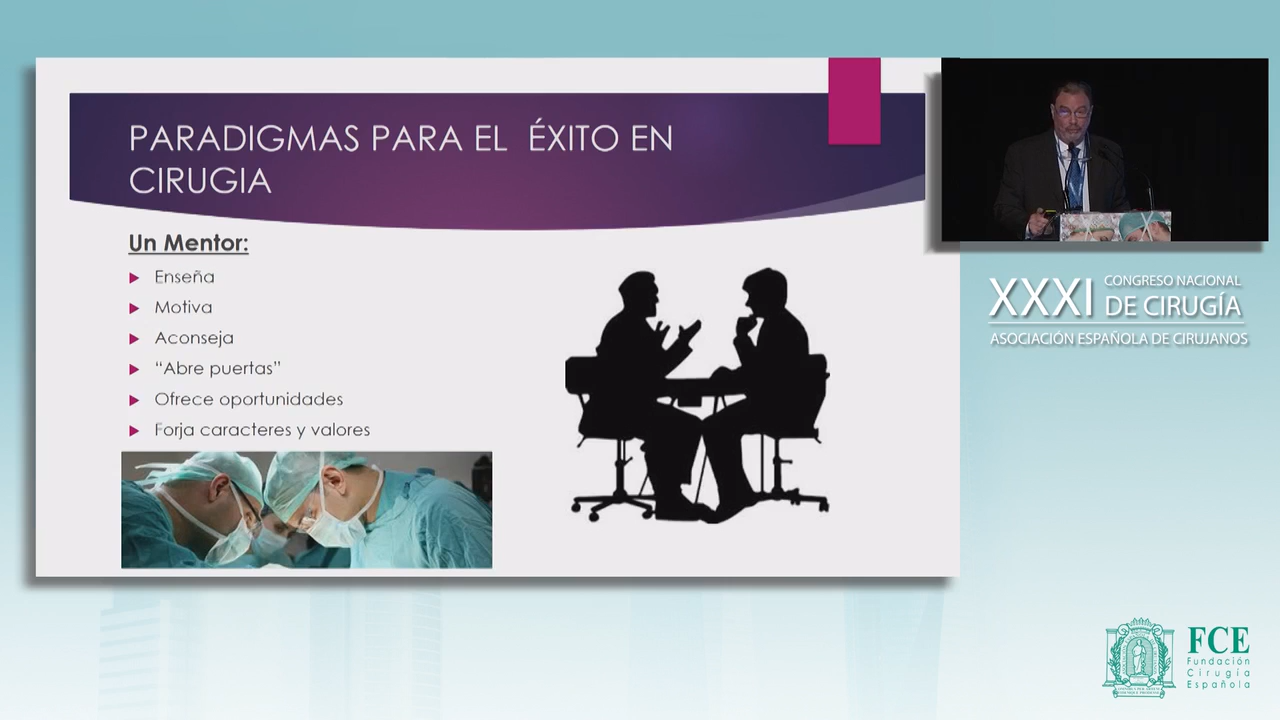 PARADIGMAS PARA EL ÉXITO EN
CIRUGIA
Un Mentor:
Enseña
Motiva
Aconseja
“Abre puertas”
Ofrece oportunidades
Forja caracteres y valores
XXXI CONGRESO NACIONAL
DE CIRUGÍA
ASOCIACIÓN ESPAÑOLA DE CIRUJANOS
FCE
Fundación
Cirugía
Española